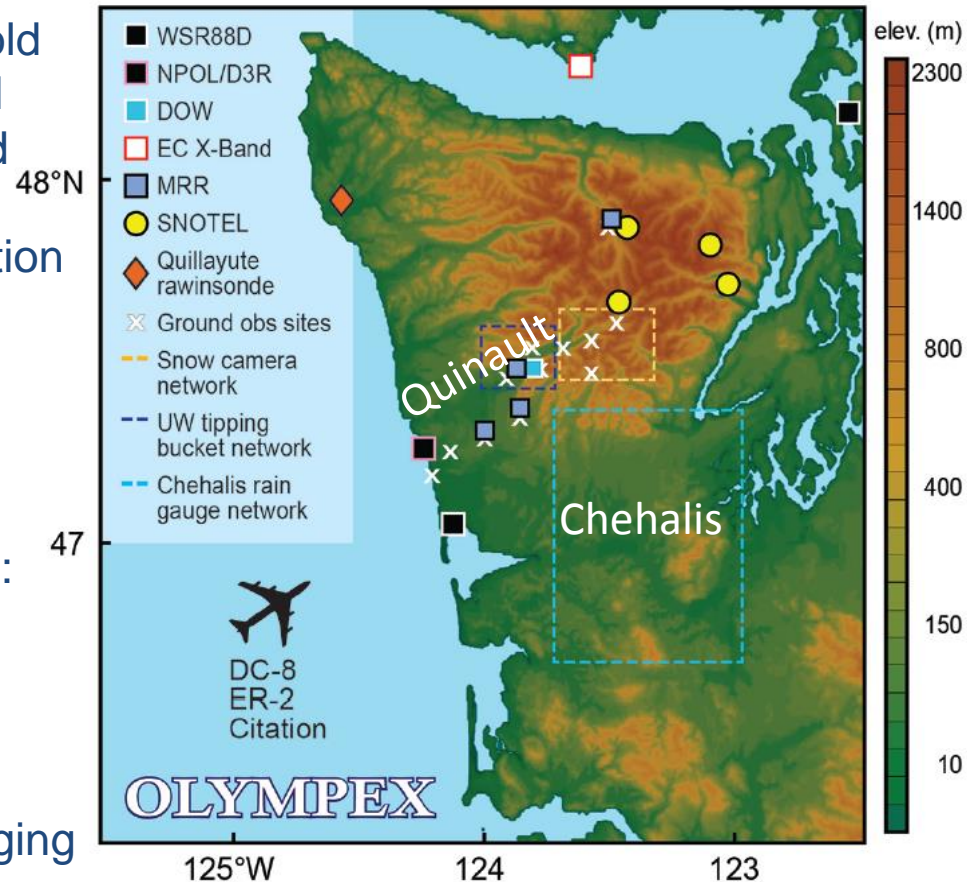 old
tion
:
ging
WSR88D
NPOL/D3R
DOW
EC X-Band
MRR
SNOTEL
Quillayute
rawinsonde
x Ground obs sites
Snow camera
network
UW tipping
bucket network
Chehalis rain
gauge network
48°N
47
125°W
124
123
Quinault
Chehalis
x
x
x
x
x
x
DC-8
ER-2
Citation
OLYMPEX
elev. (m)
2300
1400
800
400
150
10